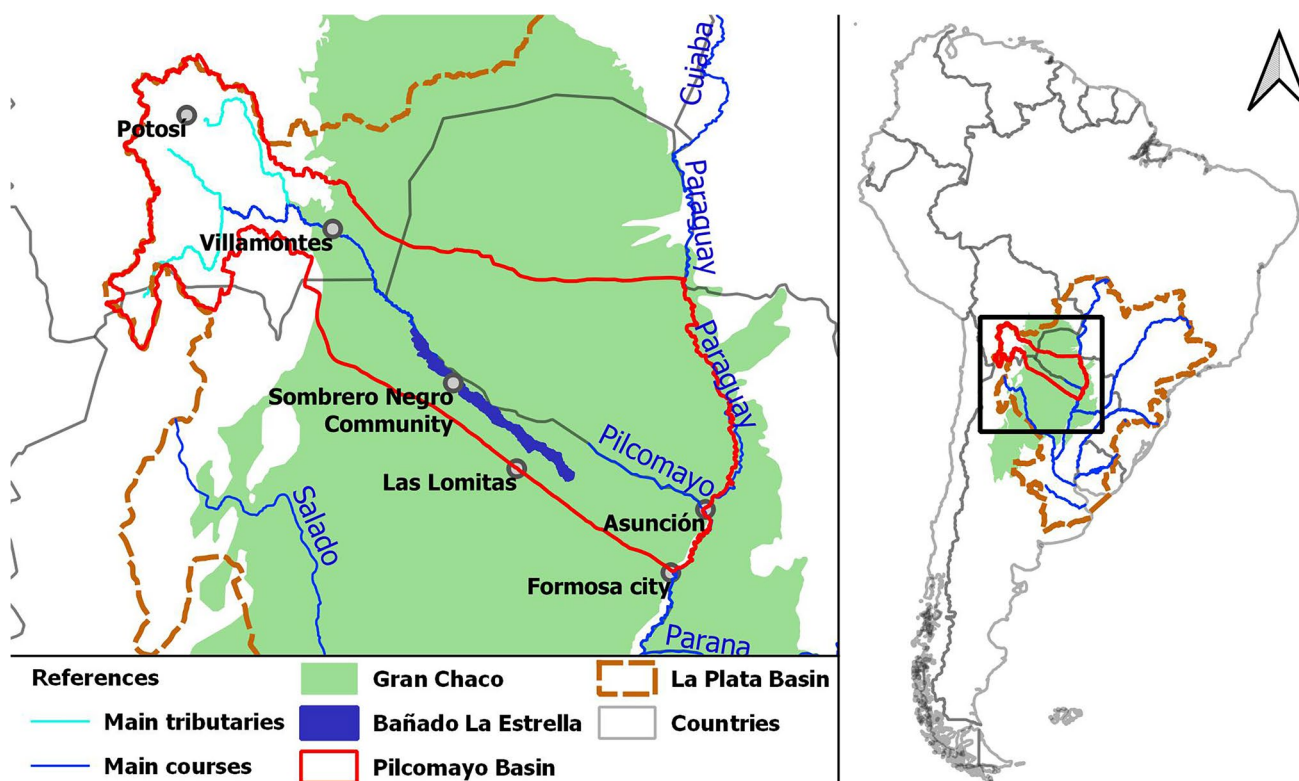 Cuiaba
Potosí
Paraguay
Villamontes
Paraguay
Sombrero Negro
Community
Pilcomayo
Las Lomitas
Salado
Asunción
Formosa city
Parana
References
Main tributaries
Main courses
Gran Chaco
Bañado La Estrella
Pilcomayo Basin
La Plata Basin
Countries